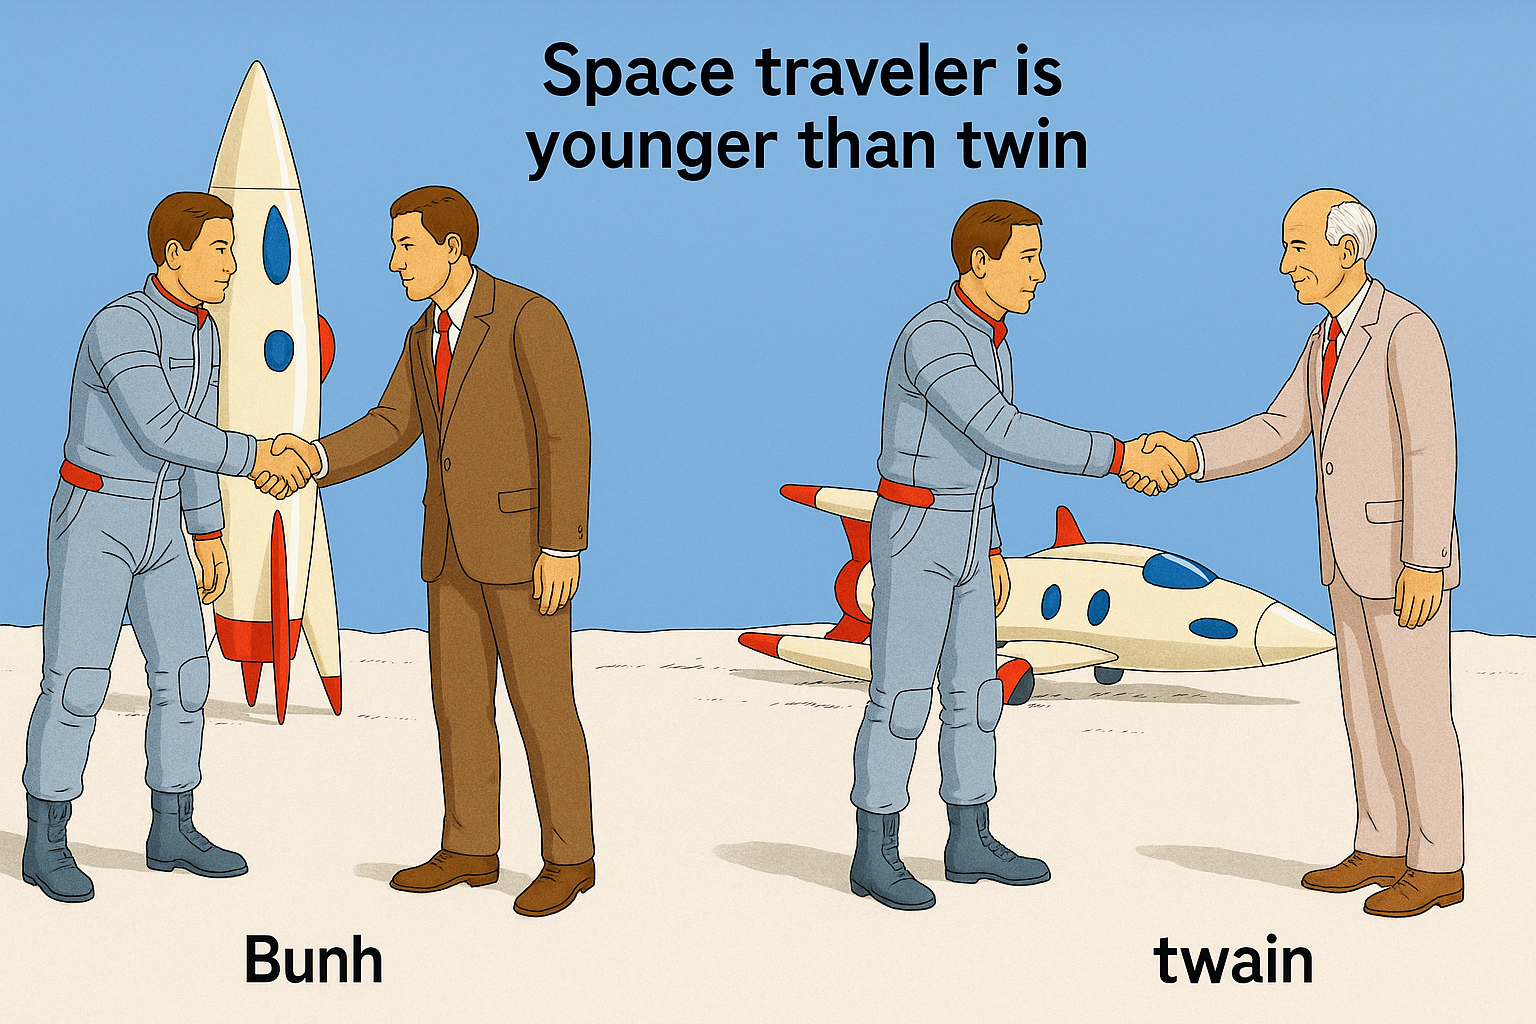 Space traveler is
younger than twin
Bunh
twain